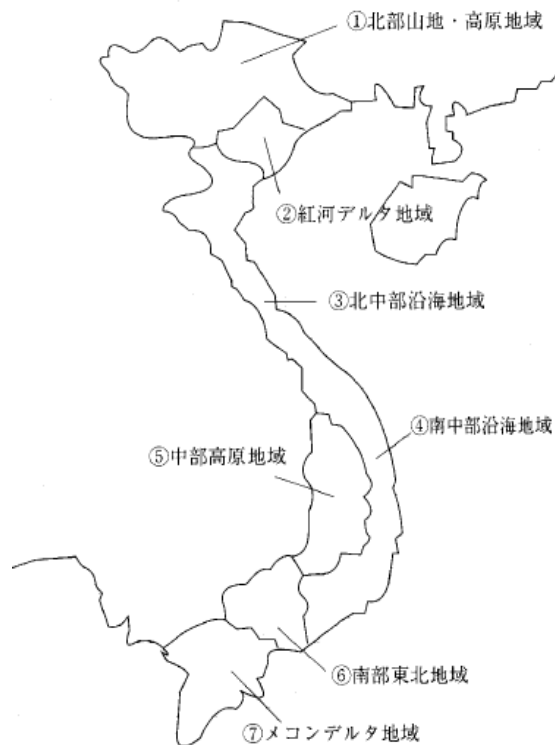 ①北部山地・高原地域
②紅河デルタ地域
③北中部沿海地域
④南中部沿海地域
⑤中部高原地域
⑥南部東北地域
⑦メコンデルタ地域